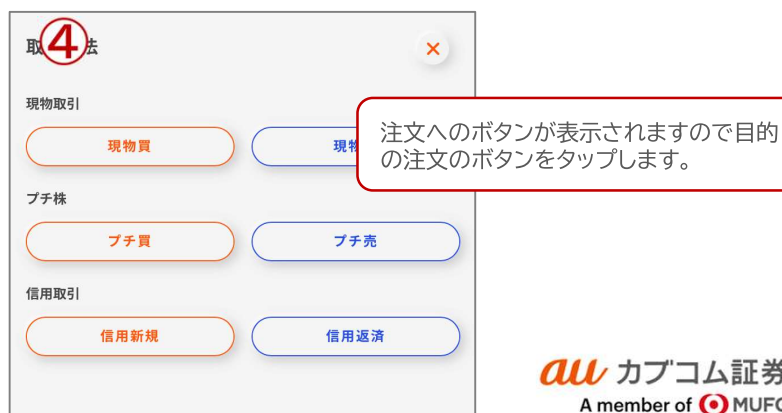 ④
取 法
×
現物取引
現物買
現物
注文へのボタンが表示されますので目的
の注文のボタンをタップします。
プチ株
プチ買
プチ売
信用取引
信用新規
信用返済
au カブコム証券
A member of MUFG